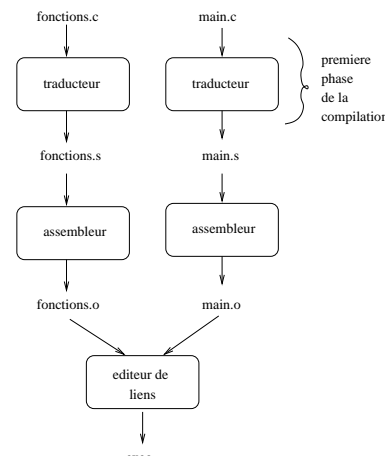 fonctions.c
main.c
traducteur
traducteur
premiere
phase
de la
compilation
fonctions.s
main.s
assembleur
assembleur
fonctions.o
main.o
editeur de
liens